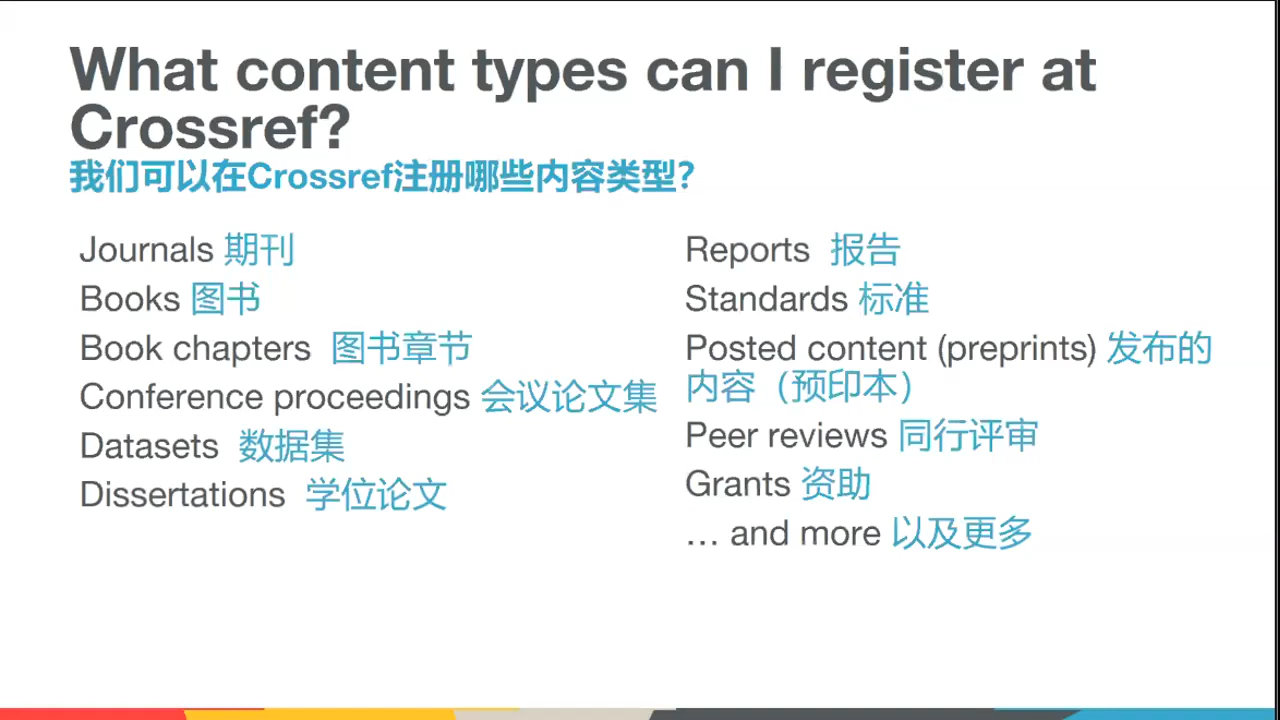 What content types can I register at
Crossref?
我们可以在Crossref注册哪些内容类型?
Journals 期刊
Books 图书
Book chapters 图书章节
Conference proceedings 会议论文集
Datasets 数据集
Dissertations 学位论文
Reports 报告
Standards 标准
Posted content (preprints) 发布的
内容（预印本）
Peer reviews 同行评审
Grants 资助
… and more 以及更多